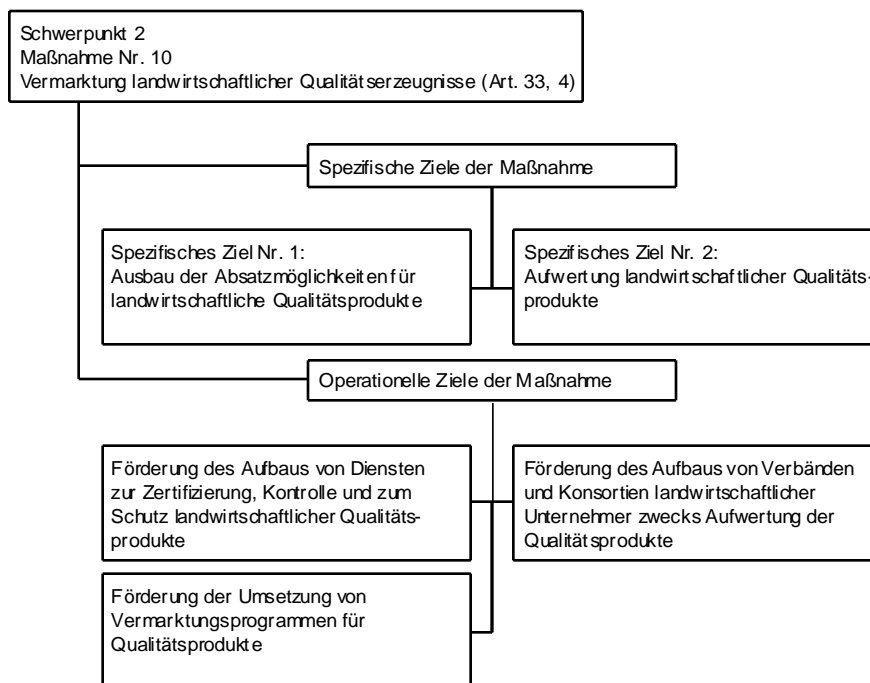 Schwerpunkt 2
Maßnahme Nr. 10
Vermarktung landwirtschaftlicher Qualitätserzeugnisse (Art. 33, 4)
Spezifische Ziele der Maßnahme
Spezifisches Ziel Nr. 1:
Ausbau der Absatzmöglichkeiten für
landwirtschaftliche Qualitätsprodukte
Spezifisches Ziel Nr. 2:
Aufwertung landwirtschaftlicher Qualitäts-
produkte
Operationelle Ziele der Maßnahme
Förderung des Aufbaus von Diensten
zur Zertifizierung, Kontrolle und zum
Schutz landwirtschaftlicher Qualitäts-
produkte
Förderung des Aufbaus von Verbänden
und Konsortien landwirtschaftlicher
Unternehmer zwecks Aufwertung der
Qualitätsprodukte
Förderung der Umsetzung von
Vermarktungsprogrammen für
Qualitätsprodukte